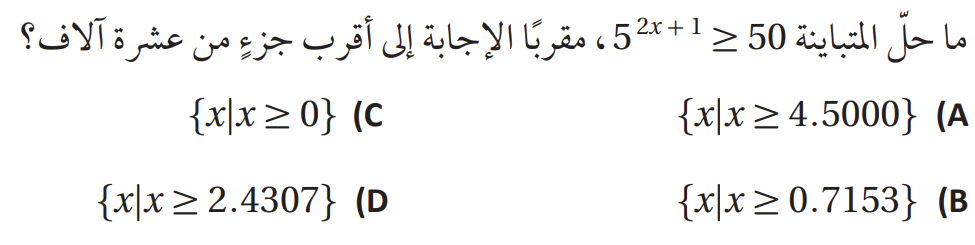 ما حلّ المتباينة 5^{2x + 1} ≥ 50 ، مقربًا الإجابة إلى أقرب جزءٍ من عشرة آلاف؟
(A {x|x ≥ 4.5000} (C {x|x ≥ 0}
(B {x|x ≥ 0.7153} (D {x|x ≥ 2.4307}